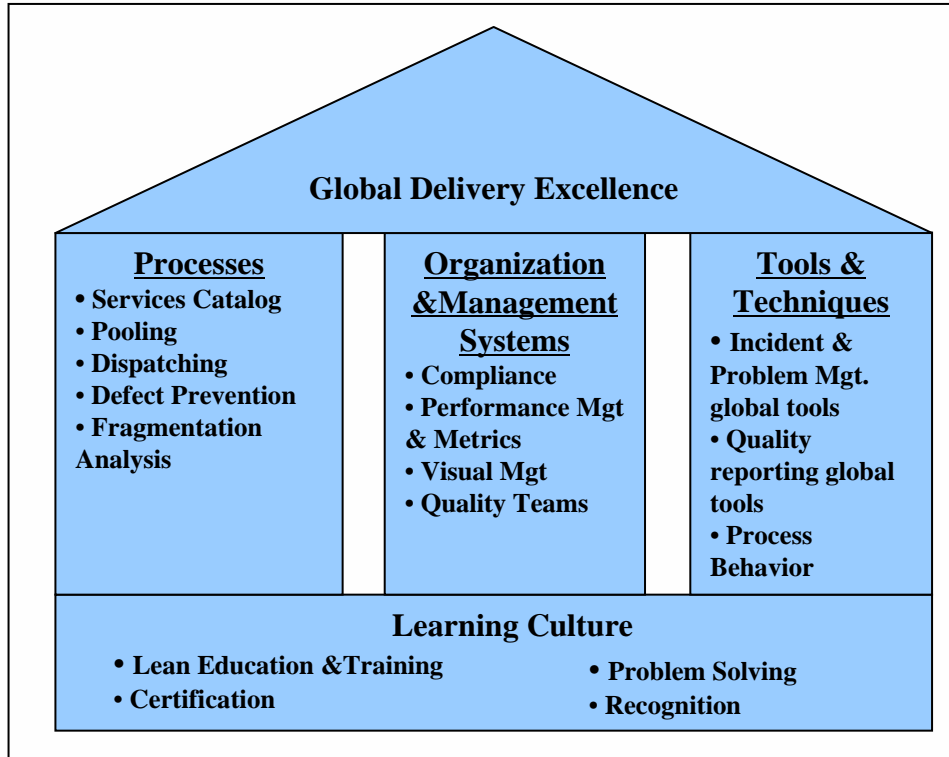 Global Delivery Excellence
Processes
• Services Catalog
• Pooling
• Dispatching
• Defect Prevention
• Fragmentation
Analysis
Organization
&Management
Systems
• Compliance
• Performance Mgt
& Metrics
• Visual Mgt
• Quality Teams
Tools &
Techniques
• Incident &
Problem Mgt.
global tools
• Quality
reporting global
tools
• Process
Behavior
Learning Culture
• Lean Education &Training
• Certification
• Problem Solving
• Recognition